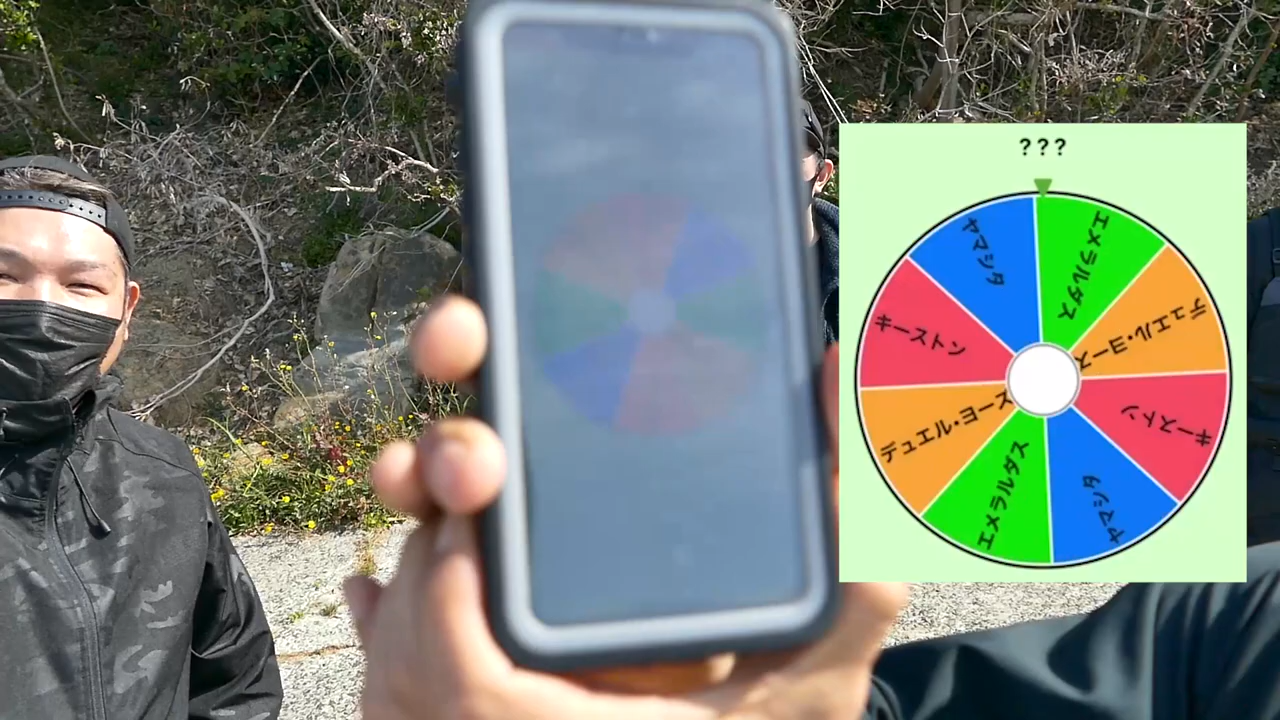 ???
エメラルダス
デュエル・ヨース
キーストン
ヤマシタ
エメラルダス
デュエル・ヨース
キーストン
ヤマシタ